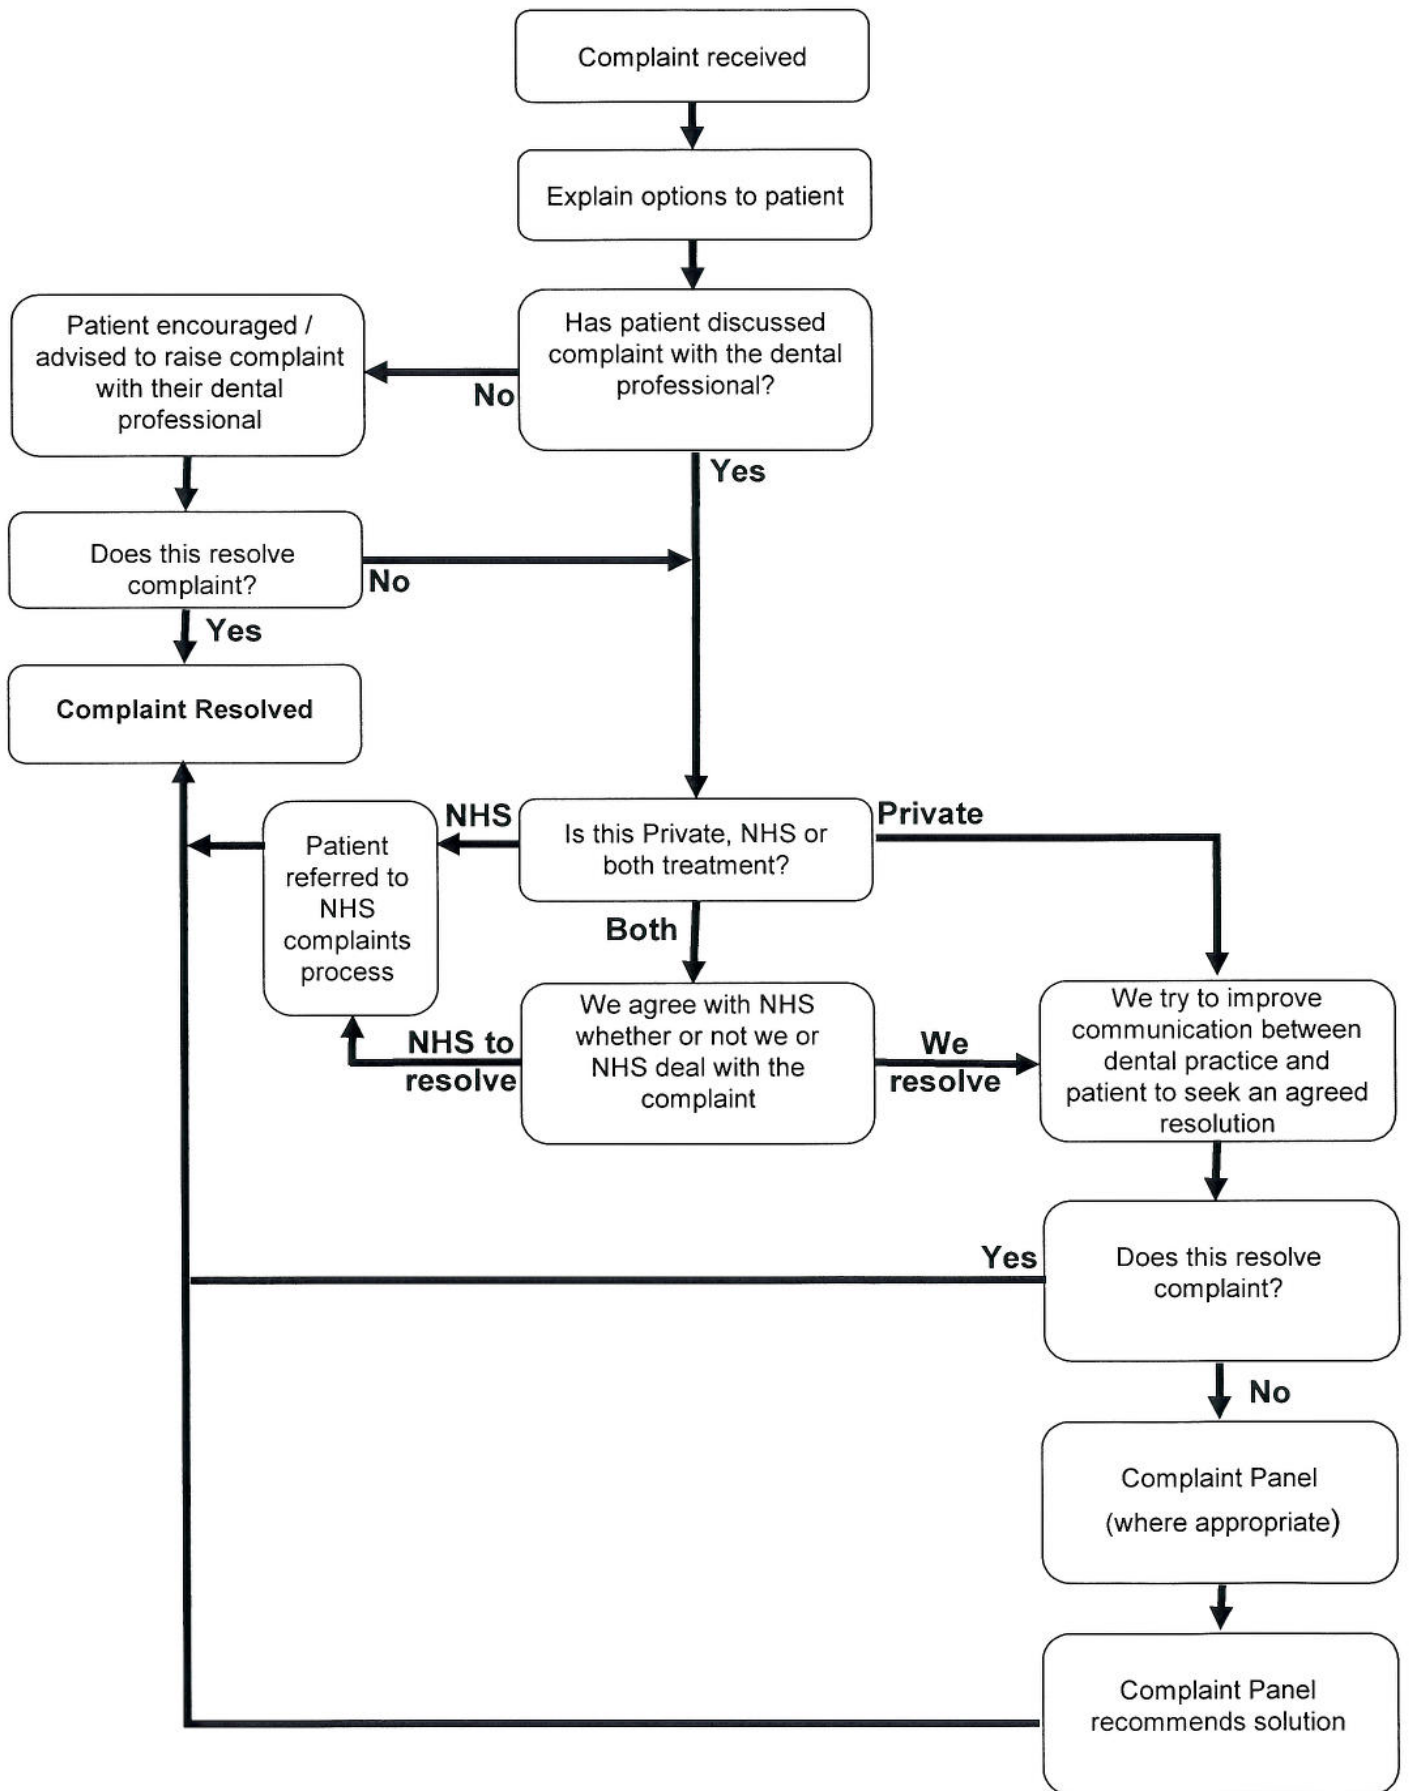 Complaint received
Explain options to patient
Has patient discussed
complaint with the dental
professional?
No
Patient encouraged /
advised to raise complaint
with their dental
professional
Yes
Does this resolve
complaint?
No
Yes
Complaint Resolved
Is this Private, NHS or
both treatment?
NHS
Private
Patient
referred to
NHS
complaints
process
Both
We agree with NHS
whether or not we or
NHS deal with the
complaint
NHS to
resolve
We
resolve
We try to improve
communication between
dental practice and
patient to seek an agreed
resolution
Does this resolve
complaint?
Yes
No
Complaint Panel
(where appropriate)
Complaint Panel
recommends solution